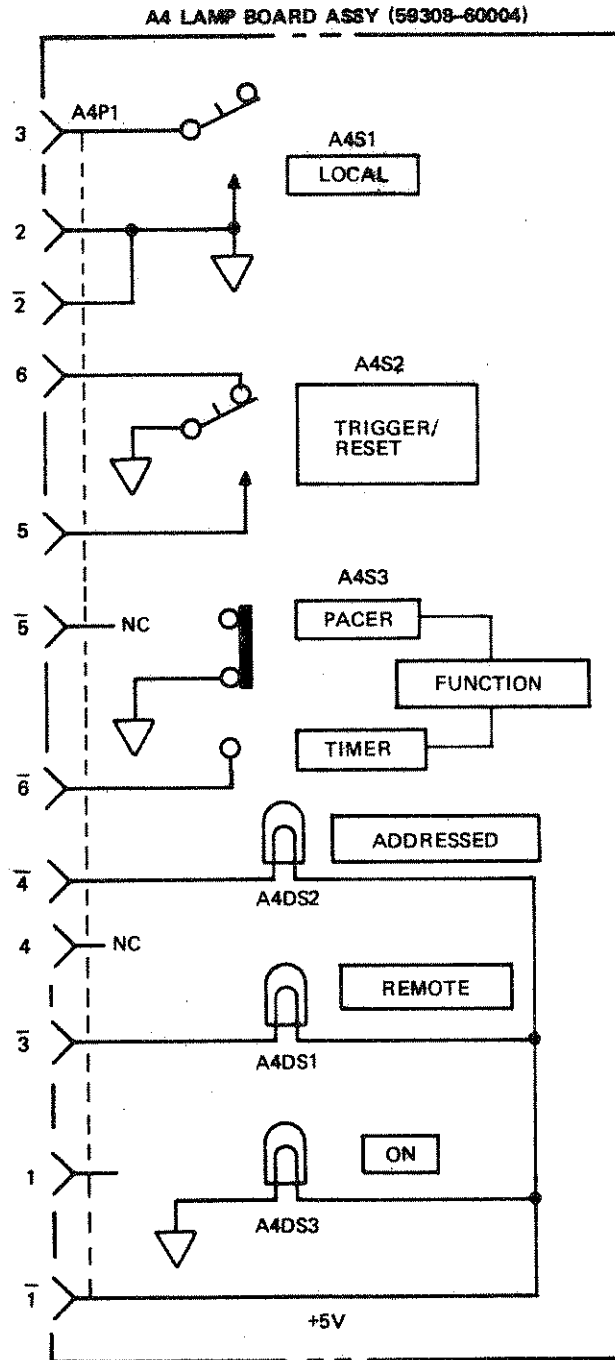 A4 LAMP BOARD ASSY (59308-60004)
3
A4P1
A4S1
LOCAL
2
2̅
6
A4S2
TRIGGER/
RESET
5
A4S3
5̅
NC
PACER
FUNCTION
TIMER
6̅
ADDRESSED
4̅
A4DS2
4
NC
REMOTE
3̅
A4DS1
ON
1
A4DS3
1̅
+5V